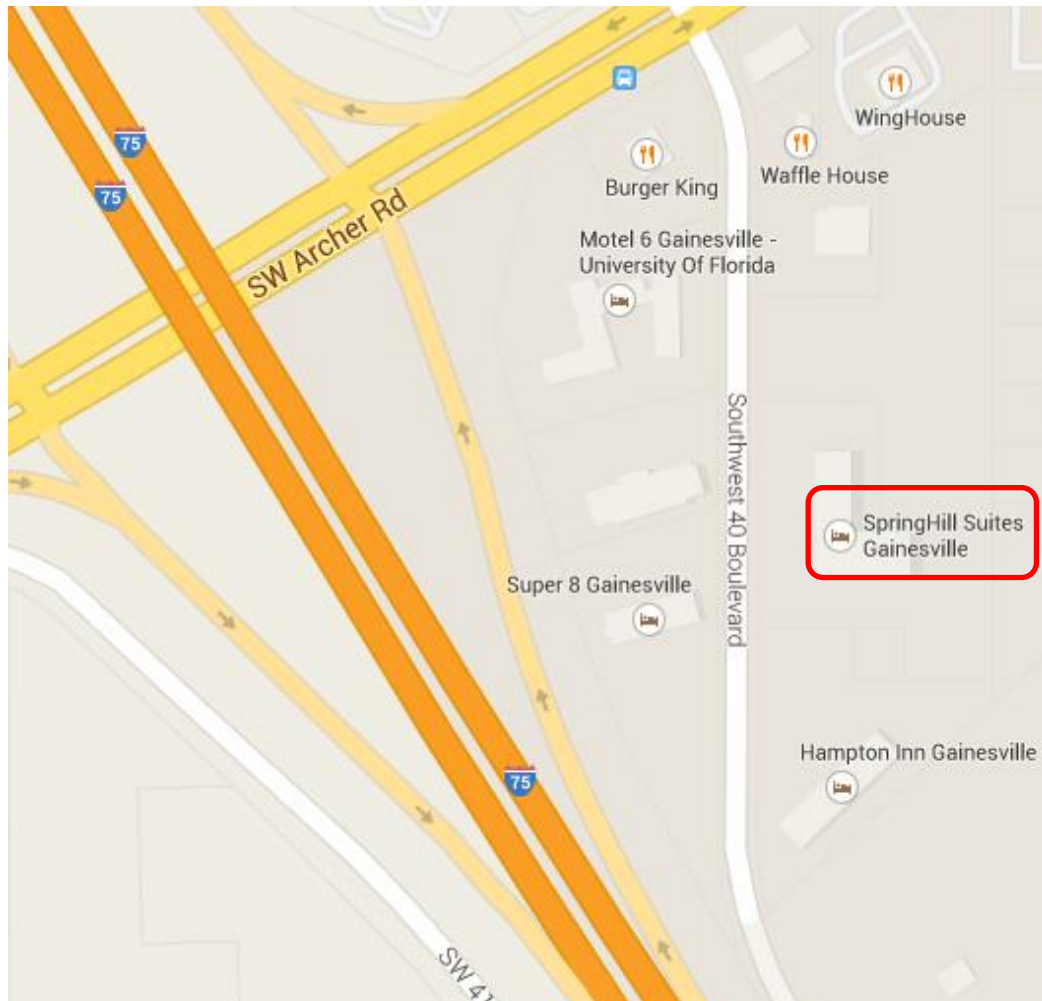 WingHouse
75
Burger King
Waffle House
75
SW Archer Rd
Motel 6 Gainesville -
University Of Florida
Southwest 40 Boulevard
SpringHill Suites
Gainesville
Super 8 Gainesville
Hampton Inn Gainesville
75
SW